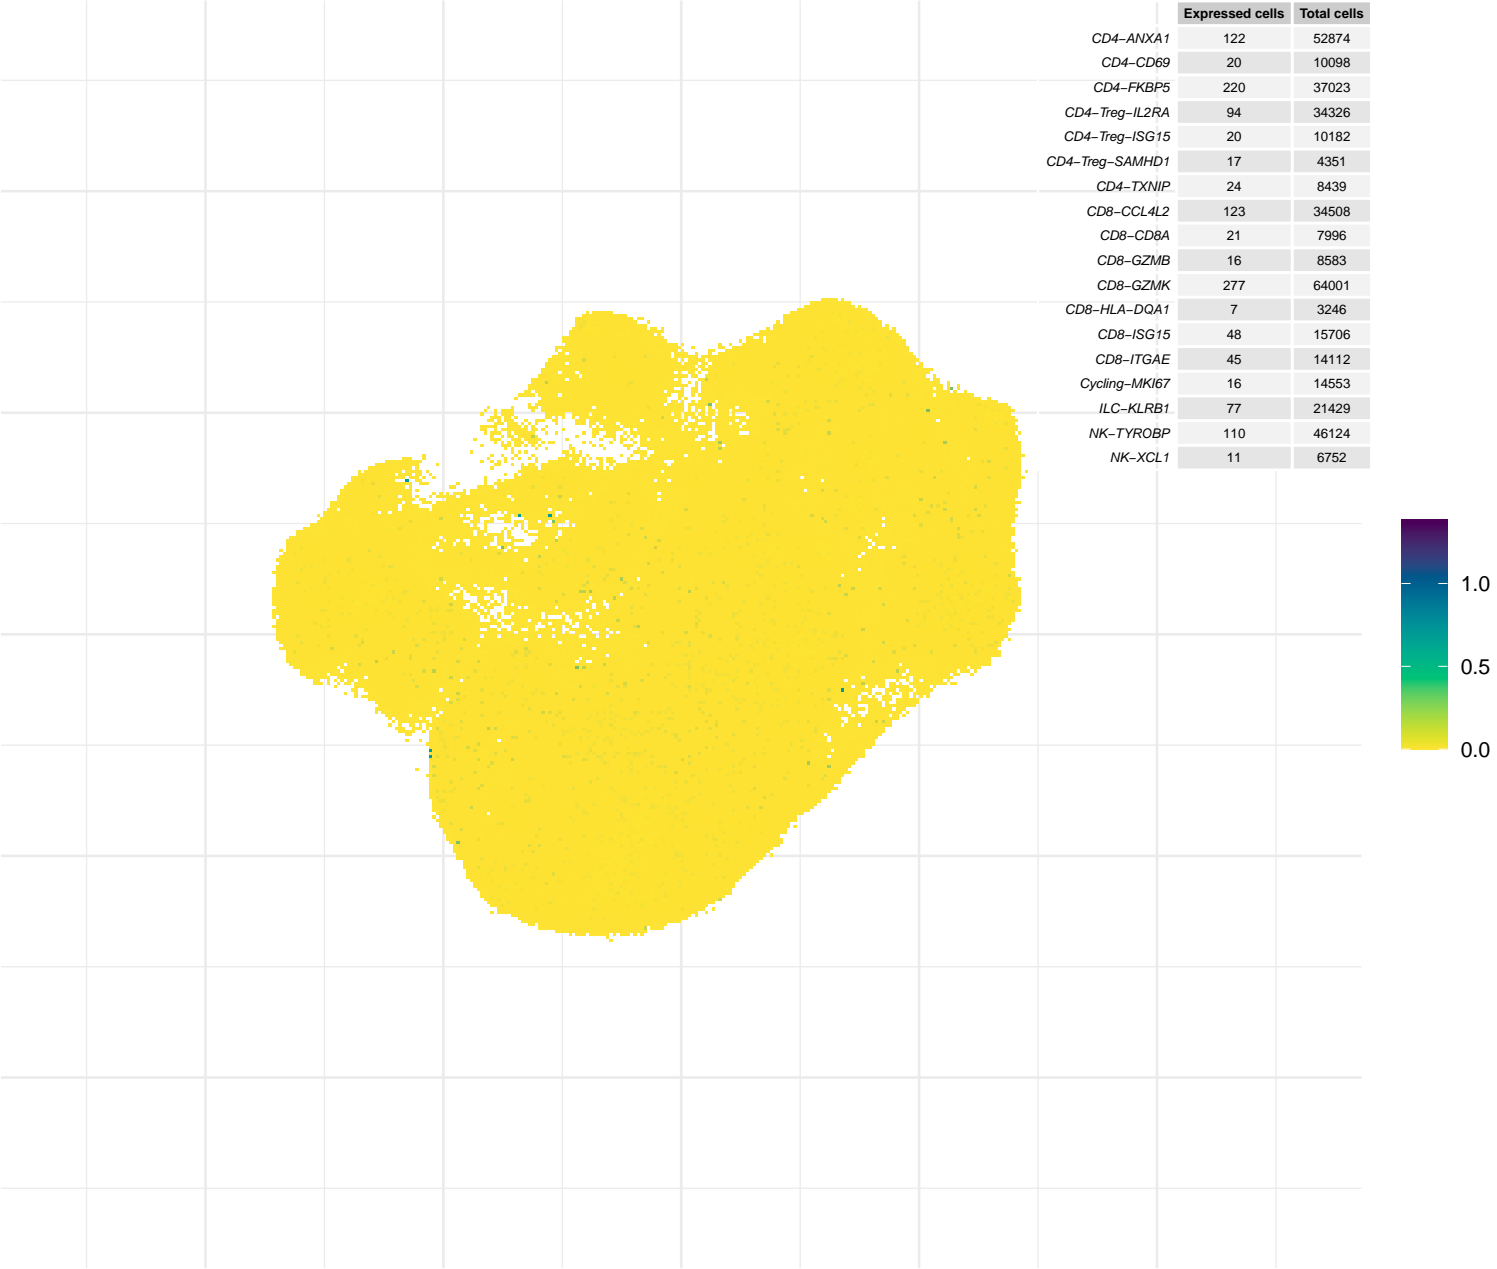 Expressed cells Total cells
CD4−ANXA1 122 52874
CD4−CD69 20 10098
CD4−FKBP5 220 37023
CD4−Treg−IL2RA 94 34326
CD4−Treg−ISG15 20 10182
CD4−Treg−SAMHD1 17 4351
CD4−TXNIP 24 8439
CD8−CCL4L2 123 34508
CD8−CD8A 21 7996
CD8−GZMB 16 8583
CD8−GZMK 277 64001
CD8−HLA−DQA1 7 3246
CD8−ISG15 48 15706
CD8−ITGAE 45 14112
Cycling−MKI67 16 14553
ILC−KLRB1 77 21429
NK−TYROBP 110 46124
NK−XCL1 11 6752
1.0
0.5
0.0